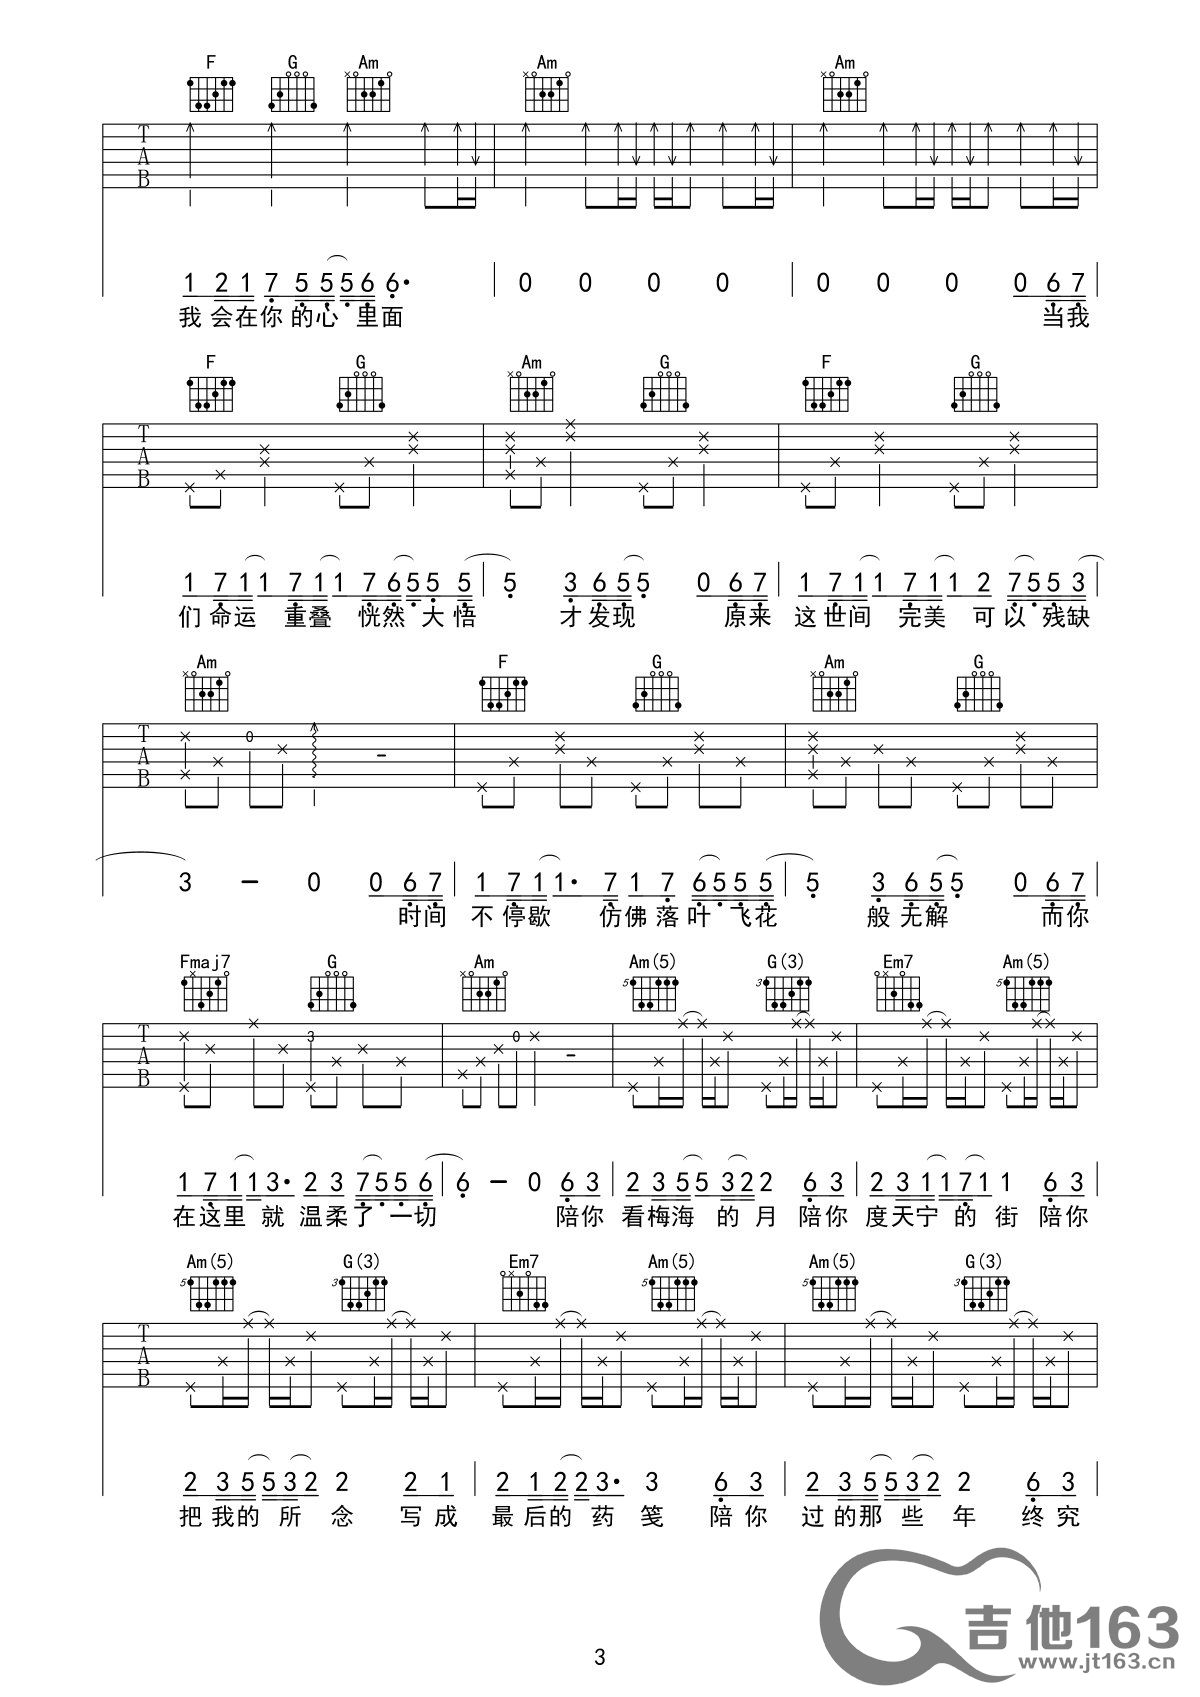 F G Am Am Am
T
A
B
1 2 1 7 5 5 5 6 6· 0 0 0 0 0 0 0 0 6 7
我 会在你 的心 里面 当我
F G Am G F G
T
A
B
1 7 1 1 7 1 1 7 6 5 5 5 5 3 6 5 5 0 6 7 1 7 1 1 7 1 1 2 7 5 5 3
们 命运 重叠 恍然 大 悟 才 发现 原来 这 世间 完美 可 以 残缺
Am F G Am G
T
A
B
0
3 - 0 0 6 7 1 7 1 1· 7 1 7 6 5 5 5 5 3 6 5 5 0 6 7
时间 不 停歇 仿佛 落叶 飞花 般 无解 而你
Fmaj7 G Am Am(5) G(3) Em7 Am(5)
5 3 5
T
A
B
3 0
1 7 1 1 3· 2 3 7 5 5 6 6 - 0 6 3 2 3 5 5 3 2 2 6 3 2 3 1 1 7 1 1 6 3
在这里 就 温柔了 一切 陪你 看梅海 的 月 陪你 度天宁 的 街 陪你
Am(5) G(3) Em7 Am(5) Am(5) G(3)
5 3 5 5 3
T
A
B
2 3 5 5 3 2 2 2 1 2 1 2 2 3· 3 6 3 2 3 5 5 3 2 2 6 3
把 我的 所 念 写成 最后的 药 笺 陪你 过的那 些 年 终究
吉他163
www.jt163.cn
3